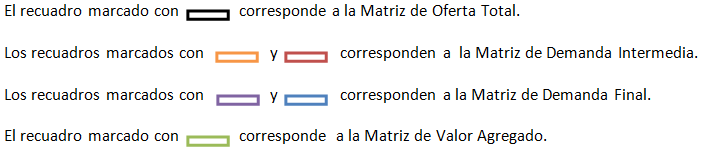 El recuadro marcado con corresponde a la Matriz de Oferta Total.
Los recuadros marcados con y corresponden a la Matriz de Demanda Intermedia.
Los recuadros marcados con y corresponden a la Matriz de Demanda Final.
El recuadro marcado con corresponde a la Matriz de Valor Agregado.